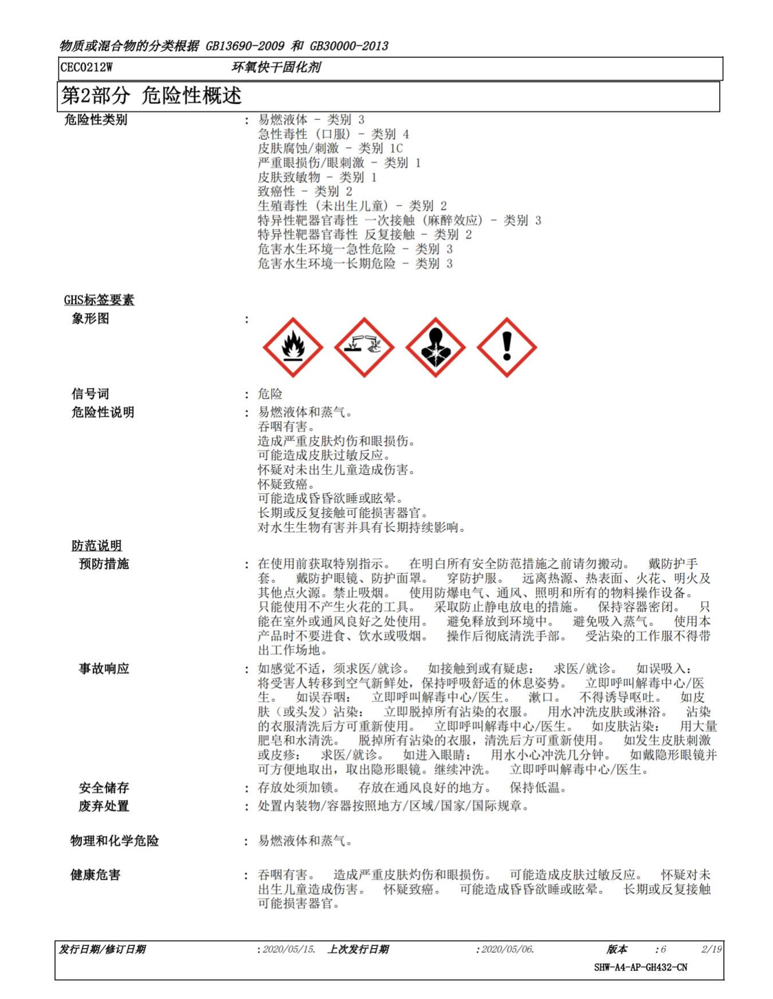 物质或混合物的分类根据 GB13690-2009 和 GB30000-2013
CEC0212W 环氧快干固化剂
第2部分 危险性概述
危险性类别 : 易燃液体 - 类别 3
急性毒性 (口服) - 类别 4
皮肤腐蚀/刺激 - 类别 1C
严重眼损伤/眼刺激 - 类别 1
皮肤致敏物 - 类别 1
致癌性 - 类别 2
生殖毒性 (未出生儿童) - 类别 2
特异性靶器官毒性 一次接触 (麻醉效应) - 类别 3
特异性靶器官毒性 反复接触 - 类别 2
危害水生环境一急性危险 - 类别 3
危害水生环境一长期危险 - 类别 3
GHS标签要素
象形图 :
信号词 : 危险
危险性说明 : 易燃液体和蒸气。
吞咽有害。
造成严重皮肤灼伤和眼损伤。
可能造成皮肤过敏反应。
怀疑对未出生儿童造成伤害。
怀疑致癌。
可能造成昏昏欲睡或眩晕。
长期或反复接触可能损害器官。
对水生生物有害并具有长期持续影响。
防范说明
预防措施 : 在使用前获取特别指示。 在明白所有安全防范措施之前请勿搬动。 戴防护手
套。 戴防护眼镜、防护面罩。 穿防护服。 远离热源、热表面、火花、明火及
其他点火源。禁止吸烟。 使用防爆电气、通风、照明和所有的物料操作设备。
只能使用不产生火花的工具。 采取防止静电放电的措施。 保持容器密闭。 只
能在室外或通风良好之处使用。 避免释放到环境中。 避免吸入蒸气。 使用本
产品时不要进食、饮水或吸烟。 操作后彻底清洗手部。 受沾染的工作服不得带
出工作场地。
事故响应 : 如感觉不适，须求医/就诊。 如接触到或有疑虑： 求医/就诊。 如误吸入：
将受害人转移到空气新鲜处，保持呼吸舒适的休息姿势。 立即呼叫解毒中心/医
生。 如误吞咽： 立即呼叫解毒中心/医生。 漱口。 不得诱导呕吐。 如皮
肤（或头发）沾染： 立即脱掉所有沾染的衣服。 用水冲洗皮肤或淋浴。 沾染
的衣服清洗后方可重新使用。 立即呼叫解毒中心/医生。 如皮肤沾染： 用大量
肥皂和水清洗。 脱掉所有沾染的衣服，清洗后方可重新使用。 如发生皮肤刺激
或皮疹： 求医/就诊。 如进入眼睛： 用水小心冲洗几分钟。 如戴隐形眼镜并
可方便地取出，取出隐形眼镜。继续冲洗。 立即呼叫解毒中心/医生。
安全储存 : 存放处须加锁。 存放在通风良好的地方。 保持低温。
废弃处置 : 处置内装物/容器按照地方/区域/国家/国际规章。
物理和化学危险 : 易燃液体和蒸气。
健康危害 : 吞咽有害。 造成严重皮肤灼伤和眼损伤。 可能造成皮肤过敏反应。 怀疑对未
出生儿童造成伤害。 怀疑致癌。 可能造成昏昏欲睡或眩晕。 长期或反复接触
可能损害器官。
发行日期/修订日期 : 2020/05/15. 上次发行日期 : 2020/05/06. 版本 : 6 2/19
SHW-A4-AP-GH432-CN